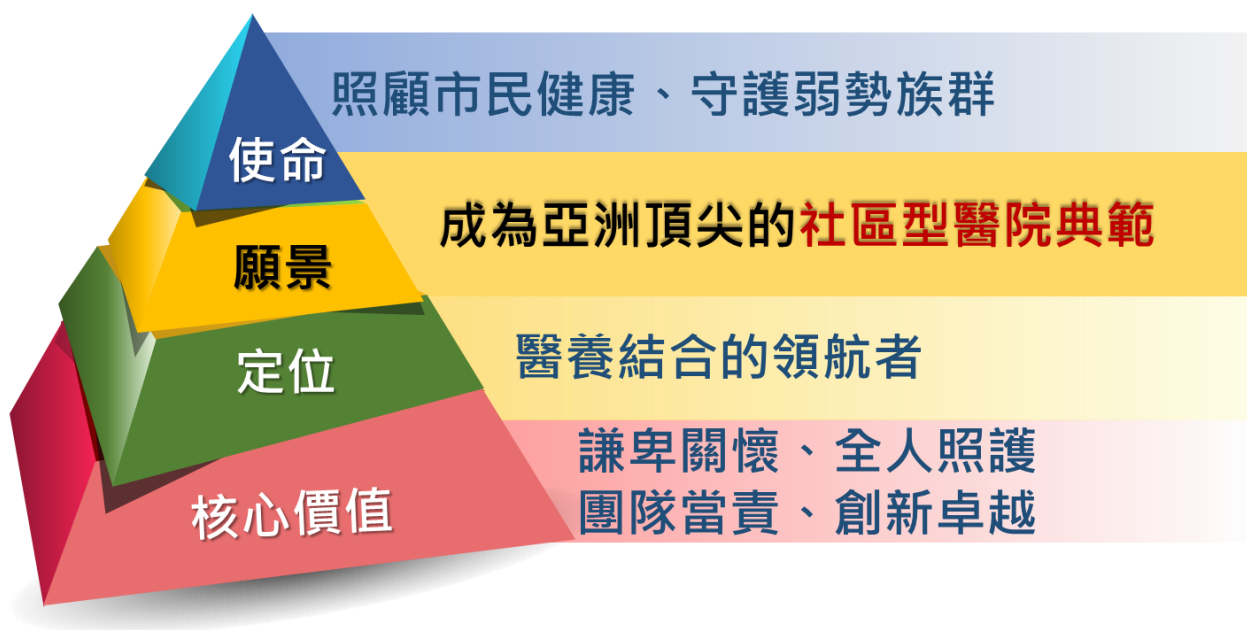 使命
照顧市民健康、守護弱勢族群
願景
成為亞洲頂尖的社區型醫院典範
定位
醫養結合的領航者
核心價值
謙卑關懷、全人照護
團隊當責、創新卓越